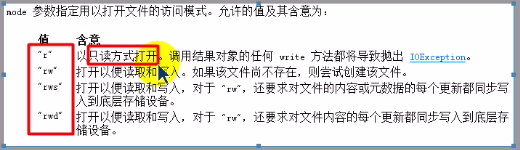 mode 参数指定用以打开文件的访问模式。允许的值及其含意为：
值 含意
"r" 以只读方式打开。调用结果对象的任何 write 方法都将导致抛出 IOException。
"rw" 打开以便读取和写入。如果该文件尚不存在，则尝试创建该文件。
"rws" 打开以便读取和写入，对于 "rw"，还要求对文件的内容或元数据的每个更新都同步写
入到底层存储设备。
"rwd" 打开以便读取和写入，对于 "rw"，还要求对文件内容的每个更新都同步写入到底层存
储设备。